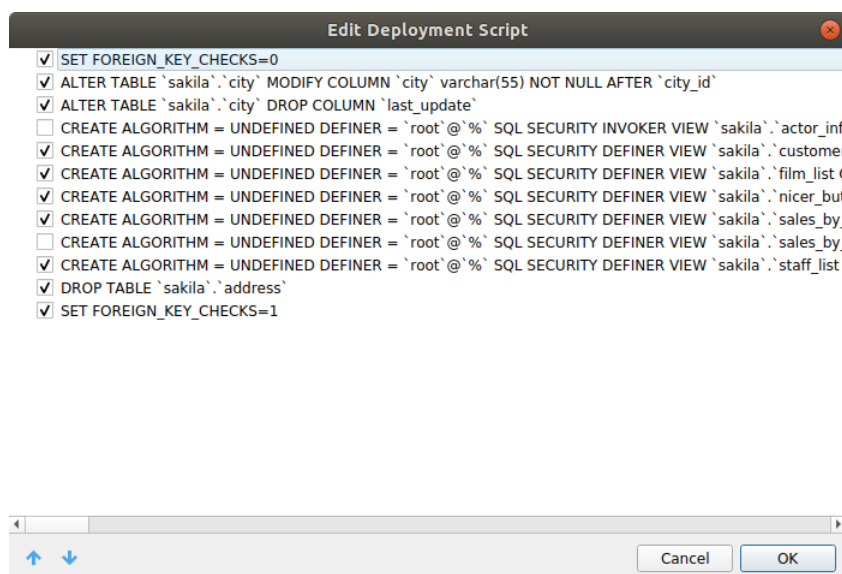 Edit Deployment Script
SET FOREIGN_KEY_CHECKS=0
ALTER TABLE `sakila`.`city` MODIFY COLUMN `city` varchar(55) NOT NULL AFTER `city_id`
ALTER TABLE `sakila`.`city` DROP COLUMN `last_update`
CREATE ALGORITHM = UNDEFINED DEFINER = `root`@`%` SQL SECURITY INVOKER VIEW `sakila`.`actor_inf
CREATE ALGORITHM = UNDEFINED DEFINER = `root`@`%` SQL SECURITY DEFINER VIEW `sakila`.`custome
CREATE ALGORITHM = UNDEFINED DEFINER = `root`@`%` SQL SECURITY DEFINER VIEW `sakila`.`film_list
CREATE ALGORITHM = UNDEFINED DEFINER = `root`@`%` SQL SECURITY DEFINER VIEW `sakila`.`nicer_but
CREATE ALGORITHM = UNDEFINED DEFINER = `root`@`%` SQL SECURITY DEFINER VIEW `sakila`.`sales_by_
CREATE ALGORITHM = UNDEFINED DEFINER = `root`@`%` SQL SECURITY DEFINER VIEW `sakila`.`sales_by_
CREATE ALGORITHM = UNDEFINED DEFINER = `root`@`%` SQL SECURITY DEFINER VIEW `sakila`.`staff_list
DROP TABLE `sakila`.`address`
SET FOREIGN_KEY_CHECKS=1
Cancel
OK